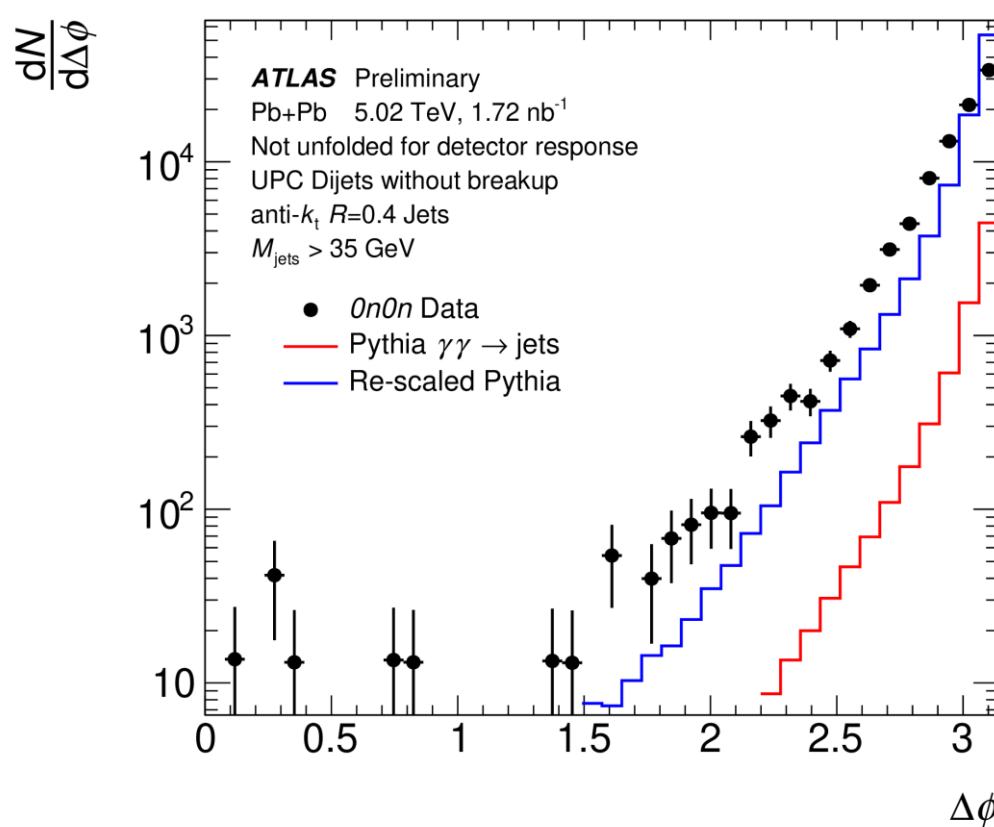 dN
dΔϕ
ATLAS Preliminary
Pb+Pb 5.02 TeV, 1.72 nb⁻¹
Not unfolded for detector response
UPC Dijets without breakup
anti-kₜ R=0.4 Jets
M_jets > 35 GeV
0n0n Data
Pythia γγ → jets
Re-scaled Pythia
10⁴
10³
10²
10
0 0.5 1 1.5 2 2.5 3
Δϕ